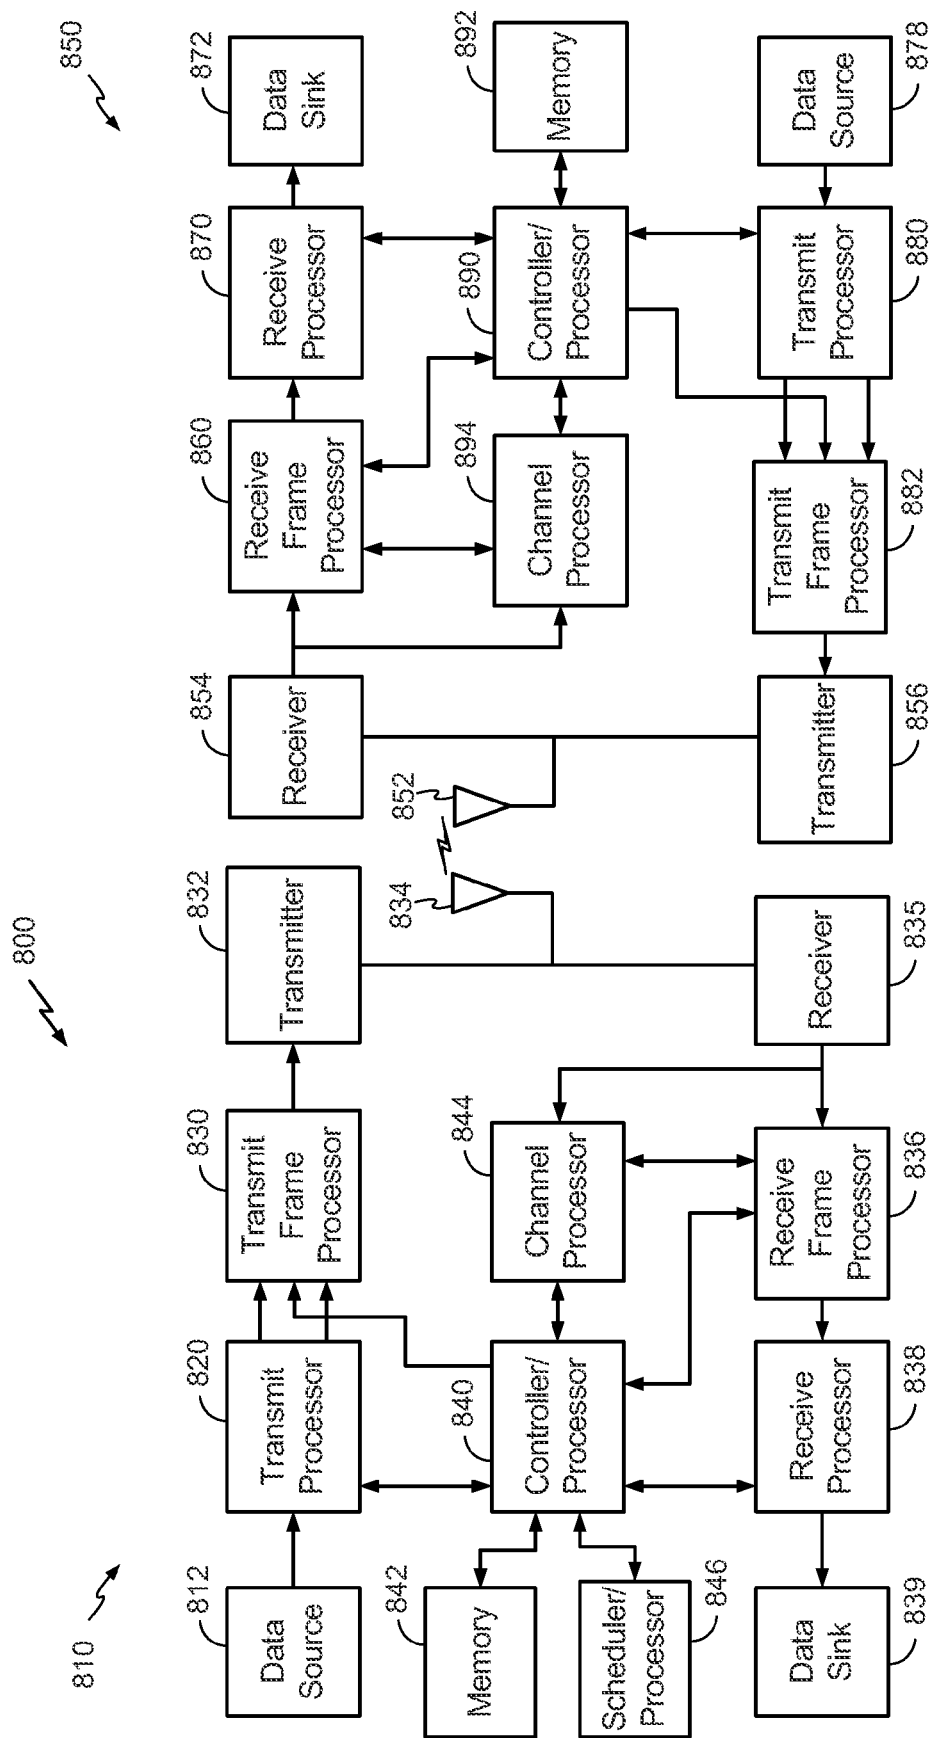 800
810
850
812
Data
Source
820
Transmit
Processor
830
Transmit
Frame
Processor
832
Transmitter
854
Receiver
860
Receive
Frame
Processor
870
Receive
Processor
872
Data
Sink
842
Memory
840
Controller/
Processor
844
Channel
Processor
834
852
894
Channel
Processor
890
Controller/
Processor
892
Memory
Scheduler/
Processor
846
Data
Sink
839
Receive
Processor
838
Receive
Frame
Processor
836
Receiver
835
Transmitter
856
Transmit
Frame
Processor
882
Transmit
Processor
880
Data
Source
878